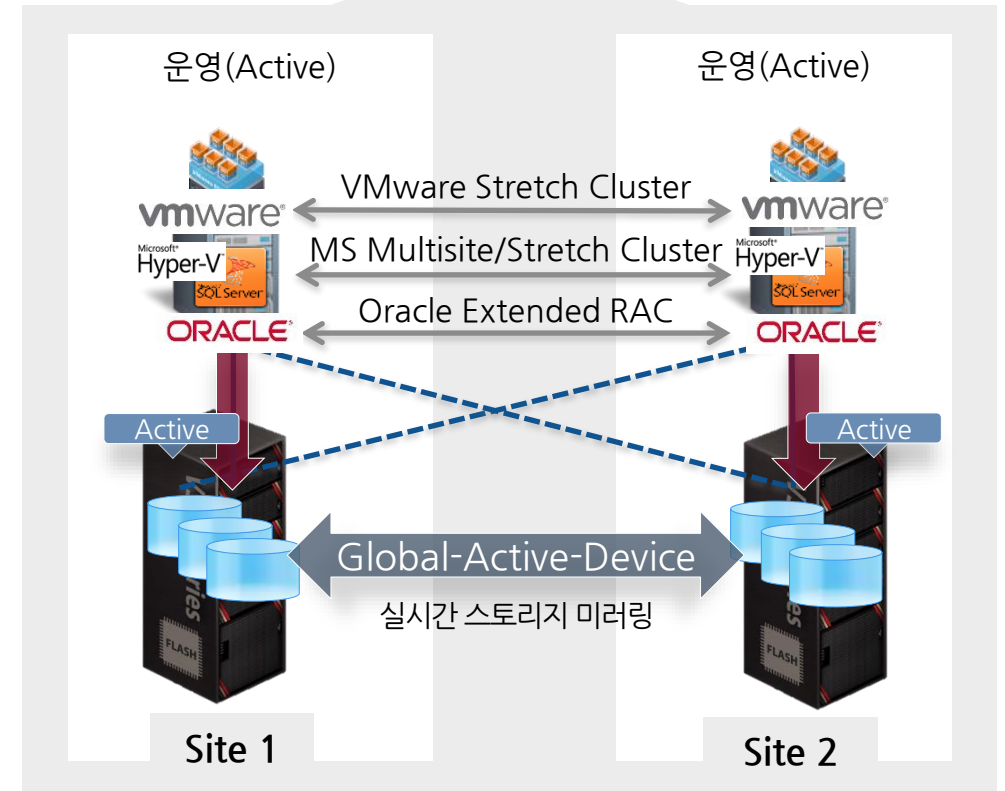 운영(Active)
운영(Active)
VMware Stretch Cluster
vmware®
vmware®
MS Multisite/Stretch Cluster
Microsoft®
Hyper-V
Microsoft®
Hyper-V
SQL Server
SQL Server
Oracle Extended RAC
ORACLE
ORACLE
Active
Active
Global-Active-Device
실시간 스토리지 미러링
ries
FLASH
FLASH
Site 1
Site 2